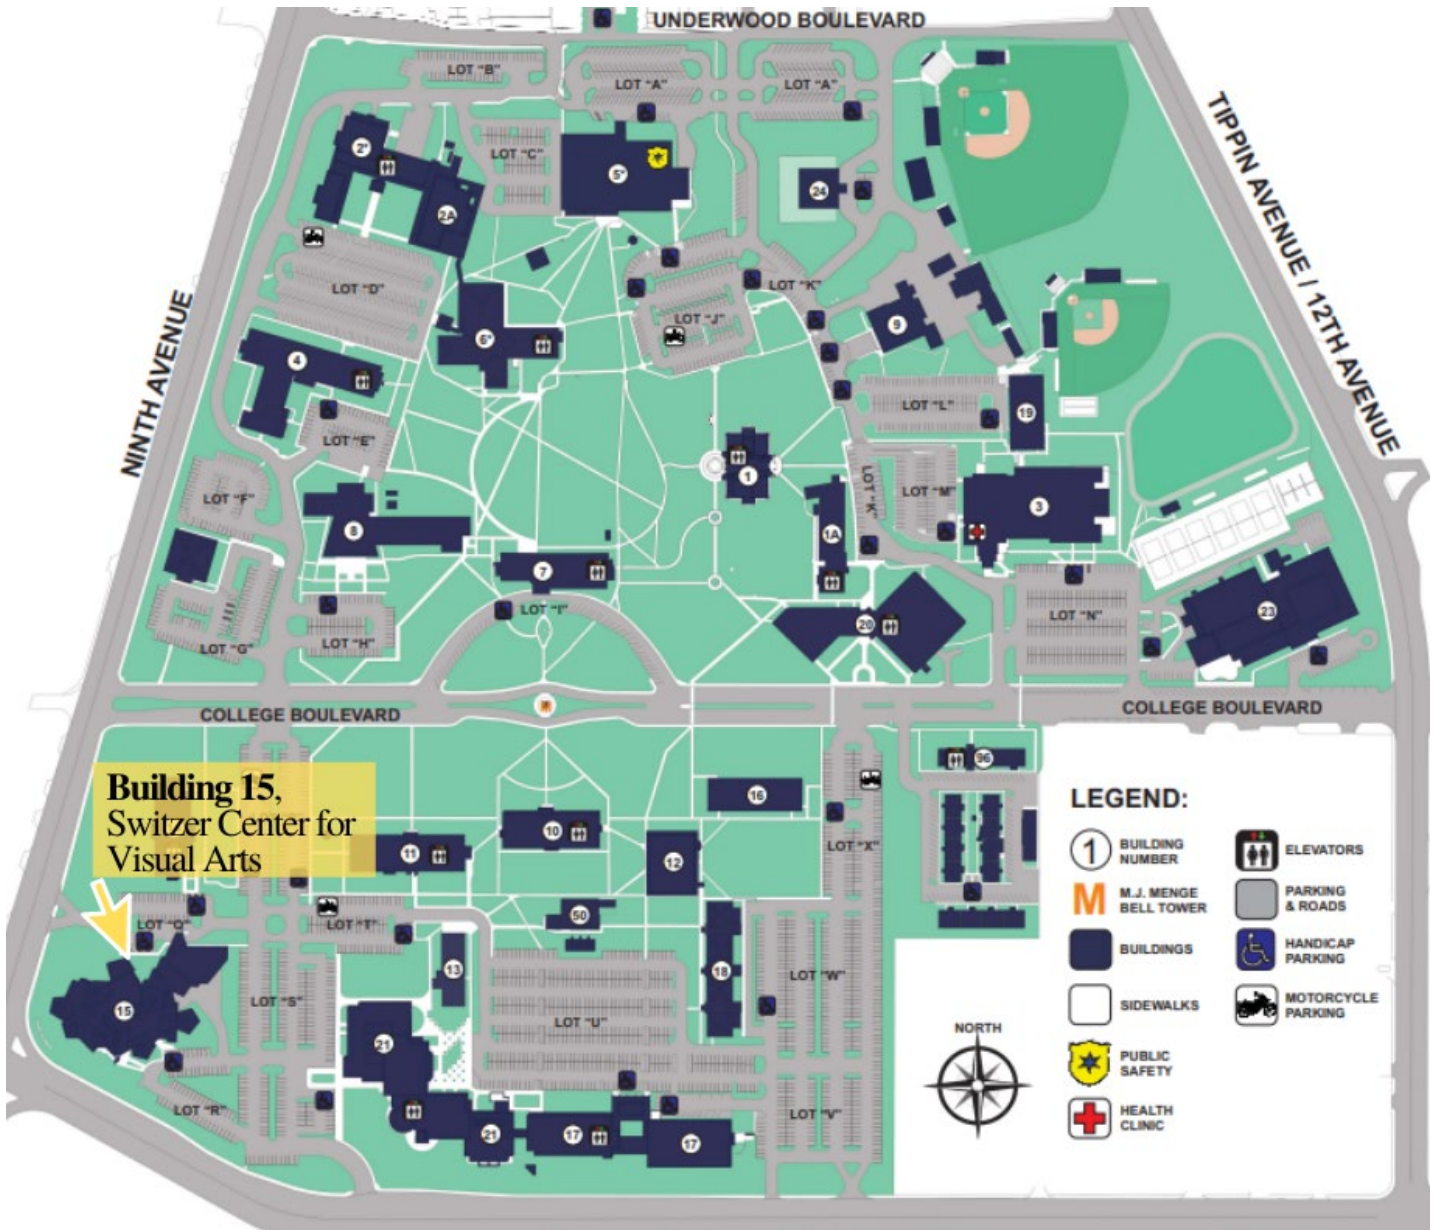 UNDERWOOD BOULEVARD
LOT "B"
LOT "A"
LOT "A"
TIPPIN AVENUE / 12TH AVENUE
2*
LOT "C"
5*
24
2A
LOT "D"
LOT "K"
LOT "J"
9
NINTH AVENUE
6*
4
LOT "L"
19
LOT "E"
1
LOT "F"
LOT "K"
LOT "M"
3
8
1A
7
LOT "I"
LOT "N"
23
20
LOT "G"
LOT "H"
COLLEGE BOULEVARD
COLLEGE BOULEVARD
Building 15,
Switzer Center for
Visual Arts
96
16
10
11
12
LOT "X"
50
LOT "Q"
LOT "T"
13
18
LOT "W"
15
LOT "S"
LOT "U"
21
LOT "R"
LOT "V"
21
17
17
NORTH
LEGEND:
1
BUILDING
NUMBER
M
M.J. MENGE
BELL TOWER
BUILDINGS
SIDEWALKS
PUBLIC
SAFETY
HEALTH
CLINIC
ELEVATORS
PARKING
& ROADS
HANDICAP
PARKING
MOTORCYCLE
PARKING